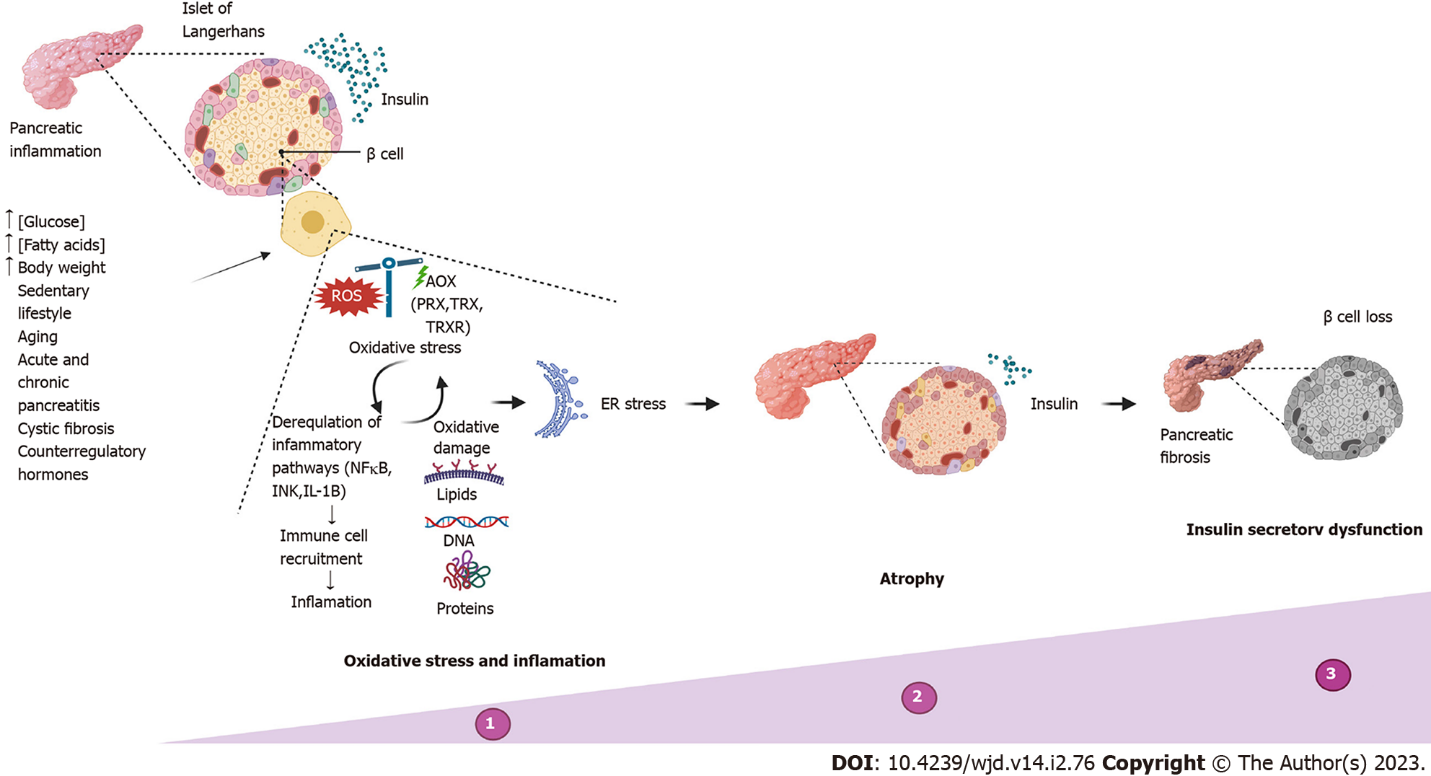 Islet of
Langerhans
Insulin
Pancreatic
inflammation
β cell
↑ [Glucose]
↑ [Fatty acids]
↑ Body weight
Sedentary
lifestyle
Aging
Acute and
chronic
pancreatitis
Cystic fibrosis
Counterregulatory
hormones
ROS
AOX
(PRX,TRX,
TRXR)
Oxidative stress
Deregulation of
infammatory
pathways (NFκB,
INK,IL-1B)
↓
Immune cell
recruitment
↓
Inflamation
Oxidative
damage
Lipids
DNA
Proteins
ER stress
Insulin
β cell loss
Pancreatic
fibrosis
Insulin secretorv dysfunction
Atrophy
Oxidative stress and inflamation
1
2
3
DOI: 10.4239/wjd.v14.i2.76 Copyright © The Author(s) 2023.